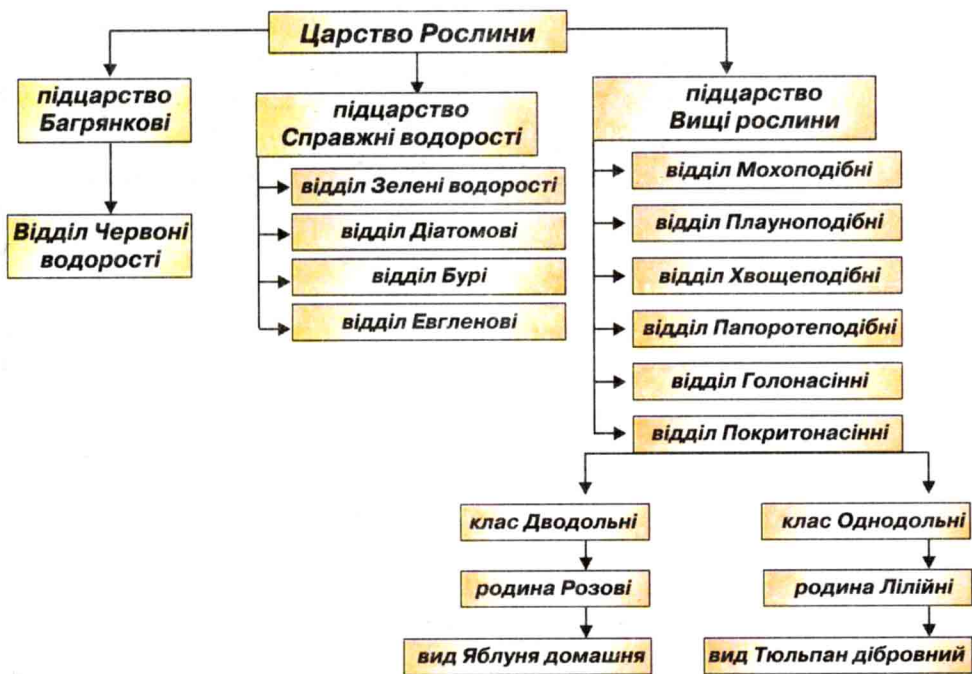 Царство Рослини
підцарство
Багрянкові
Відділ Червоні
водорості
підцарство
Справжні водорості
відділ Зелені водорості
відділ Діатомові
відділ Бурі
відділ Евгленові
підцарство
Вищі рослини
відділ Мохоподібні
відділ Плауноподібні
відділ Хвощеподібні
відділ Папоротеподібні
відділ Голонасінні
відділ Покритонасінні
клас Дводольні
родина Розові
вид Яблуня домашня
клас Однодольні
родина Лілійні
вид Тюльпан дібровний